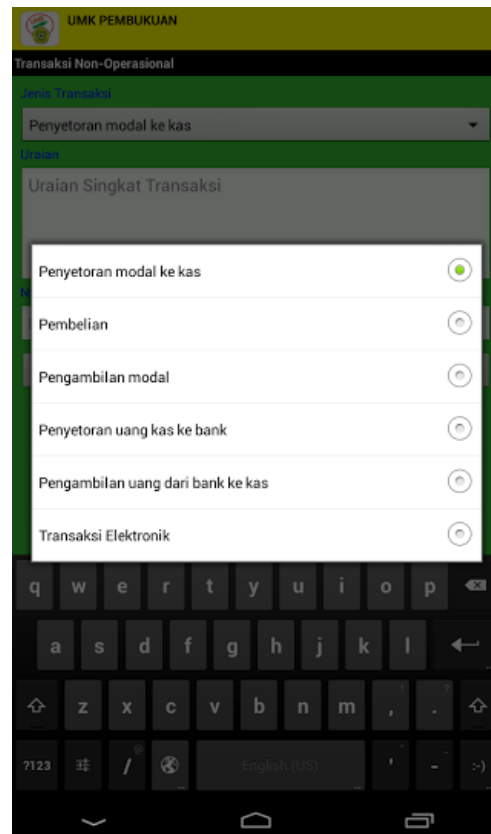 UMK PEMBUKUAN
Transaksi Non-Operasional
Jenis Transaksi
Penyetoran modal ke kas
Uraian
Uraian Singkat Transaksi
N
Penyetoran modal ke kas
Pembelian
Pengambilan modal
Penyetoran uang kas ke bank
Pengambilan uang dari bank ke kas
Transaksi Elektronik
q w e r t y u i o p
a s d f g h j k l
z x c v b n m , ! . ?
?123 / @ English (US) ' - :-)